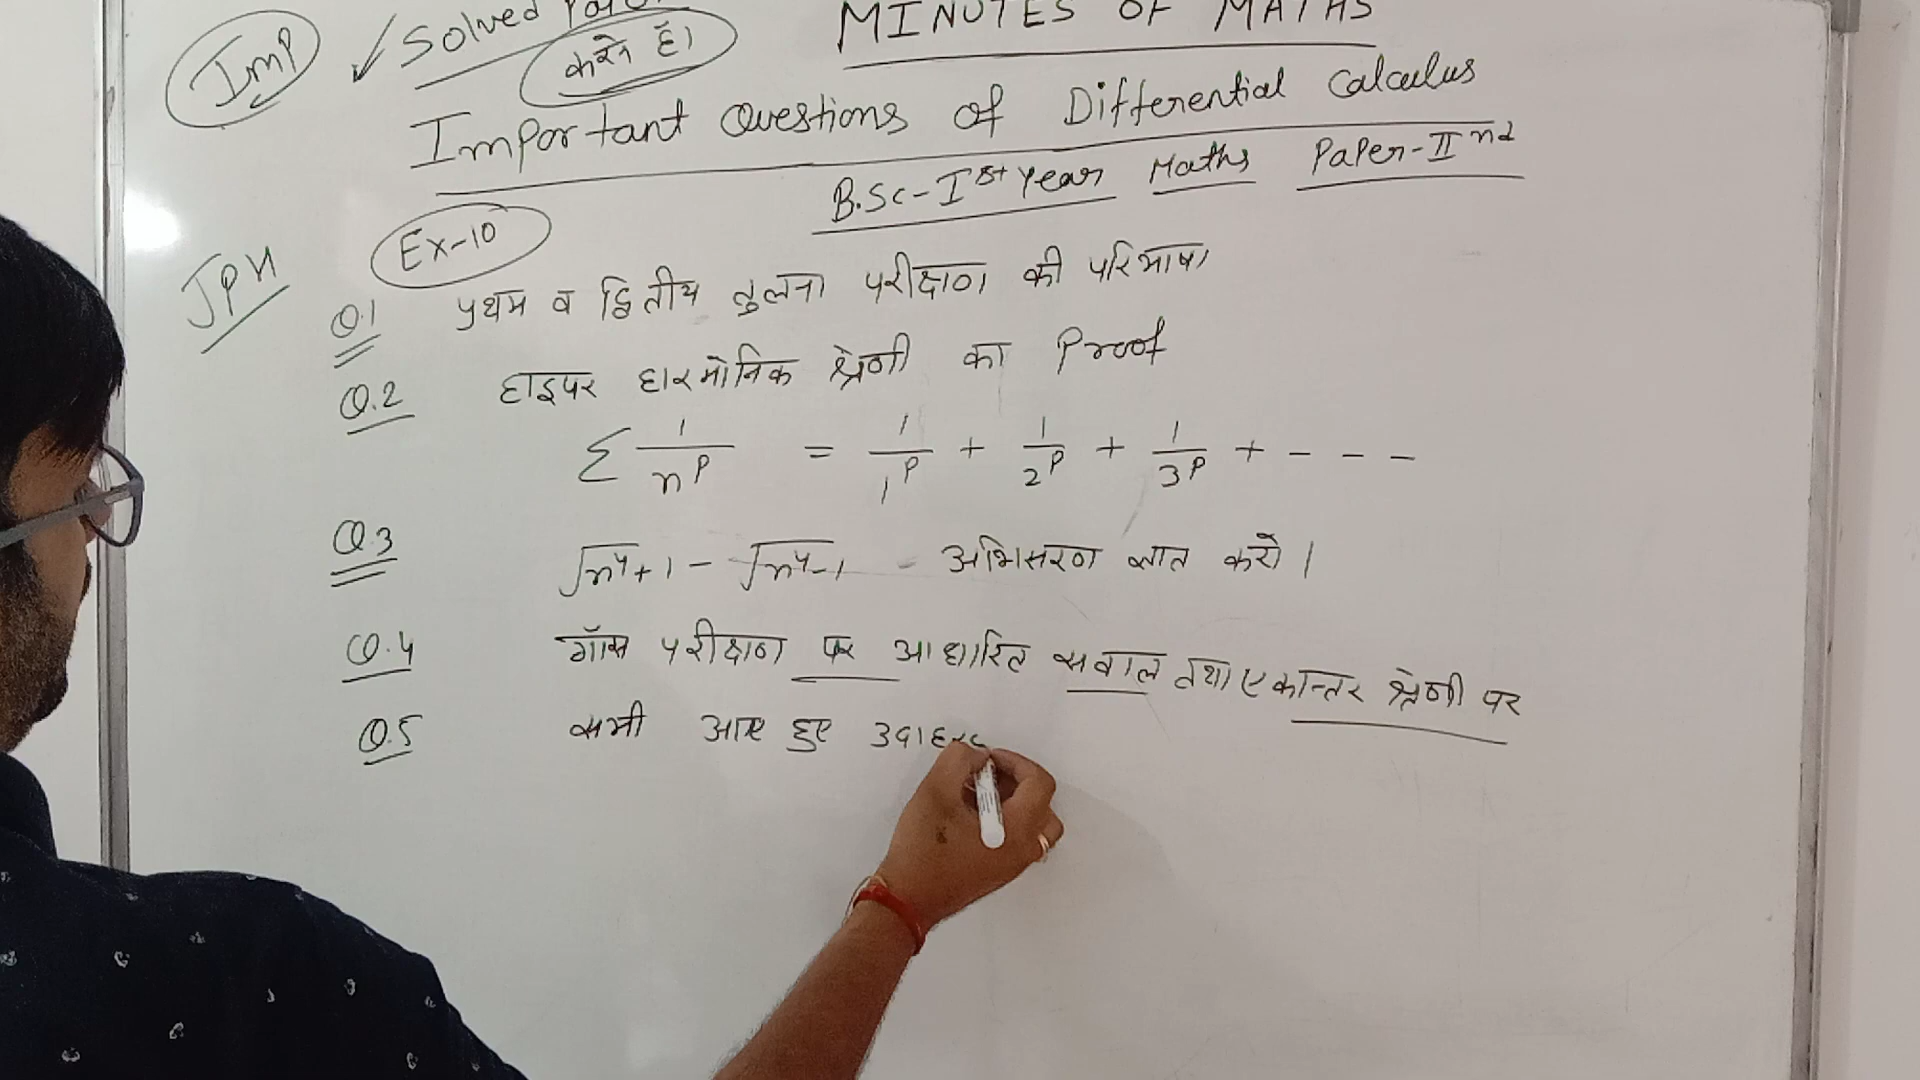 Imp ✓ Solved
करने हैं।
MINUTES OF MATHS
Important Questions of Differential Calculus
B.Sc-Ist Year Maths Paper-IInd
JPH
Ex-10
Q.1 प्रथम व द्वितीय तुलना परीक्षण की परिभाषा
Q.2 हाइपर हारमोनिक श्रेणी का Proof
Σ 1/n^p = 1/1^p + 1/2^p + 1/3^p + - - -
Q.3 √n⁴+1 - √n⁴-1 - अभिसरण ज्ञात करो।
Q.4 गॉस परीक्षण पर आधारित सवाल तथा एकान्तर श्रेणी पर
Q.5 सभी आए हुए